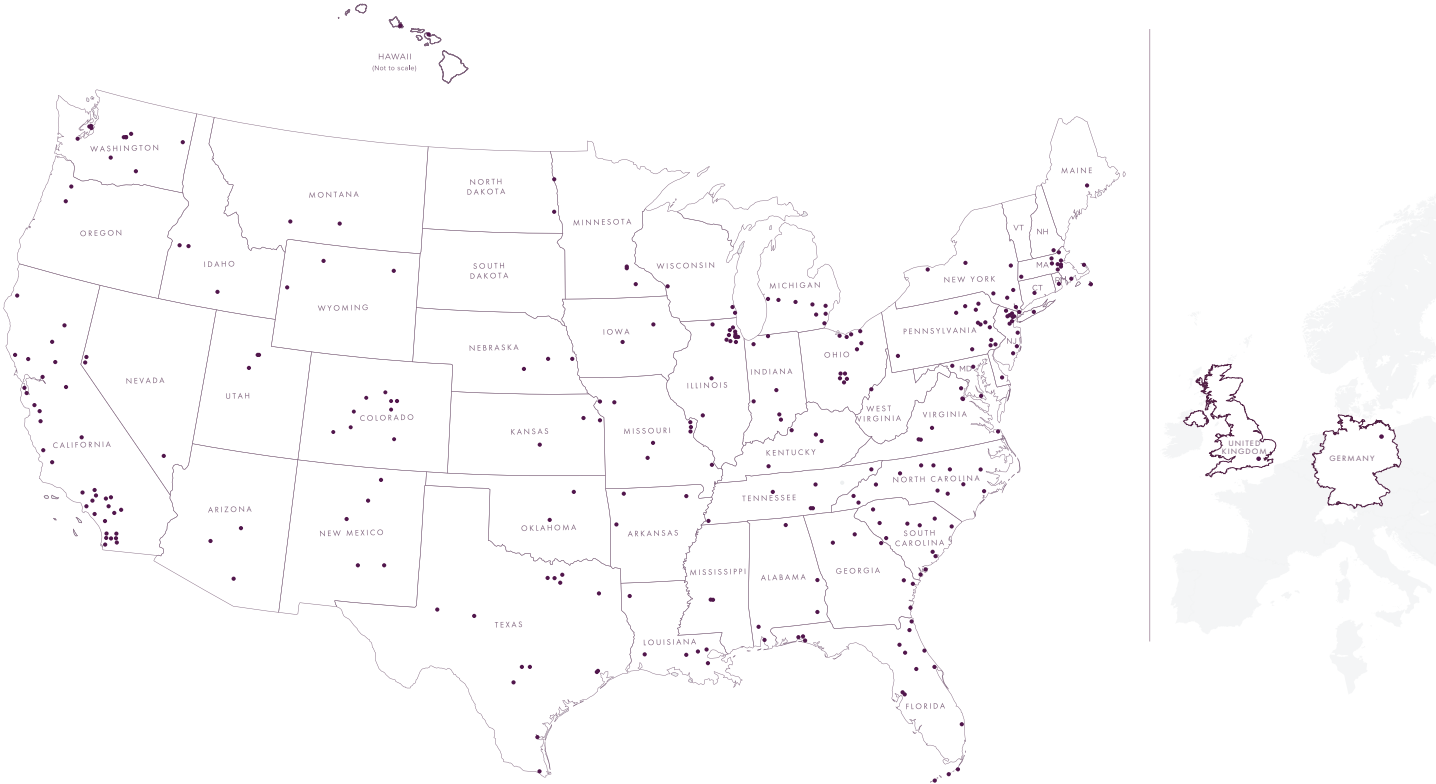 HAWAII
(Not to scale)
WASHINGTON
MONTANA
NORTH
DAKOTA
MINNESOTA
MAINE
OREGON
IDAHO
SOUTH
DAKOTA
WISCONSIN
MICHIGAN
NEW YORK
VT
NH
MA
CT
RI
WYOMING
NEBRASKA
IOWA
PENNSYLVANIA
NJ
NEVADA
UTAH
COLORADO
ILLINOIS
INDIANA
OHIO
MD
CALIFORNIA
KANSAS
MISSOURI
KENTUCKY
WEST
VIRGINIA
VIRGINIA
ARIZONA
NEW MEXICO
OKLAHOMA
ARKANSAS
TENNESSEE
NORTH CAROLINA
SOUTH
CAROLINA
MISSISSIPPI
ALABAMA
GEORGIA
TEXAS
LOUISIANA
FLORIDA
UNITED
KINGDOM
GERMANY